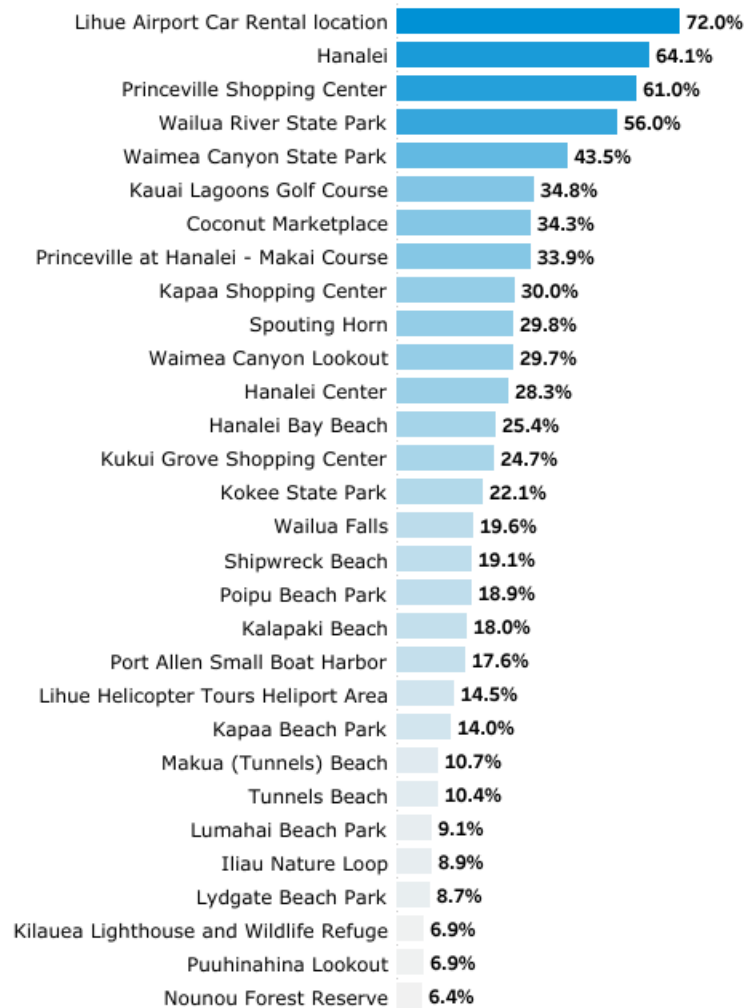 Lihue Airport Car Rental location 72.0%
Hanalei 64.1%
Princeville Shopping Center 61.0%
Wailua River State Park 56.0%
Waimea Canyon State Park 43.5%
Kauai Lagoons Golf Course 34.8%
Coconut Marketplace 34.3%
Princeville at Hanalei - Makai Course 33.9%
Kapaa Shopping Center 30.0%
Spouting Horn 29.8%
Waimea Canyon Lookout 29.7%
Hanalei Center 28.3%
Hanalei Bay Beach 25.4%
Kukui Grove Shopping Center 24.7%
Kokee State Park 22.1%
Wailua Falls 19.6%
Shipwreck Beach 19.1%
Poipu Beach Park 18.9%
Kalapaki Beach 18.0%
Port Allen Small Boat Harbor 17.6%
Lihue Helicopter Tours Heliport Area 14.5%
Kapaa Beach Park 14.0%
Makua (Tunnels) Beach 10.7%
Tunnels Beach 10.4%
Lumahai Beach Park 9.1%
Iliau Nature Loop 8.9%
Lydgate Beach Park 8.7%
Kilauea Lighthouse and Wildlife Refuge 6.9%
Puuhinahina Lookout 6.9%
Nounou Forest Reserve 6.4%